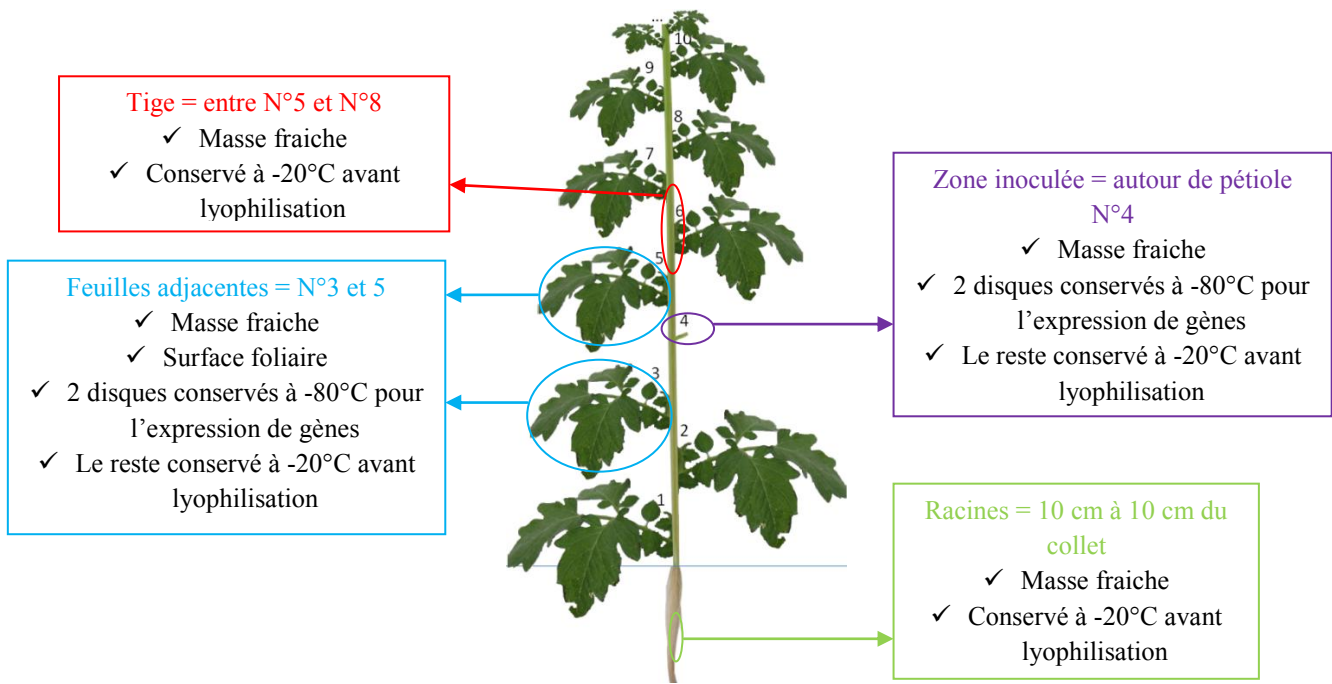 ...
10
9
8
7
6
5
4
3
2
1
Tige = entre N°5 et N°8
✓ Masse fraiche
✓ Conservé à -20°C avant
lyophilisation
Feuilles adjacentes = N°3 et 5
✓ Masse fraiche
✓ Surface foliaire
✓ 2 disques conservés à -80°C pour
l’expression de gènes
✓ Le reste conservé à -20°C avant
lyophilisation
Zone inoculée = autour de pétiole
N°4
✓ Masse fraiche
✓ 2 disques conservés à -80°C pour
l’expression de gènes
✓ Le reste conservé à -20°C avant
lyophilisation
Racines = 10 cm à 10 cm du
collet
✓ Masse fraiche
✓ Conservé à -20°C avant
lyophilisation